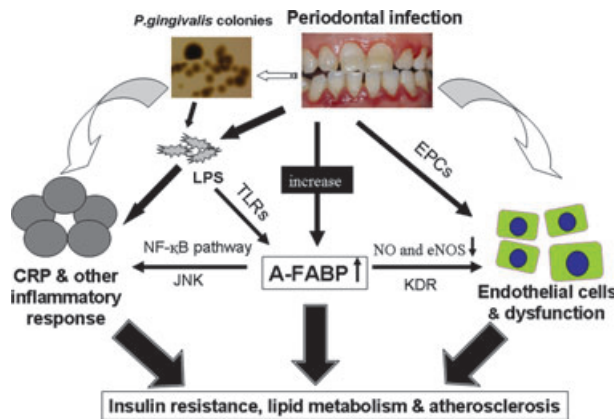 P.gingivalis colonies
Periodontal infection
LPS
TLRs
increase
EPCs
NF-κB pathway
JNK
A-FABP
NO and eNOS
KDR
CRP & other
inflammatory
response
Endothelial cells
& dysfunction
Insulin resistance, lipid metabolism & atherosclerosis